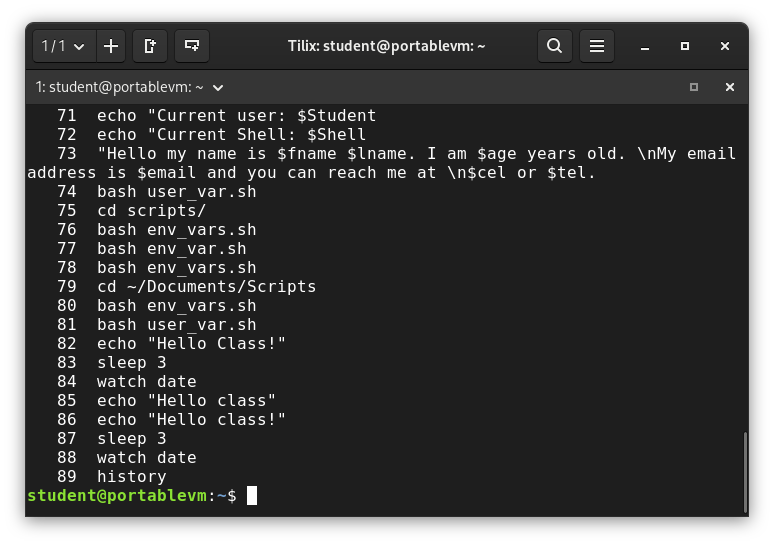 1 / 1
Tilix: student@portablevm: ~
1: student@portablevm: ~
71 echo "Current user: $Student
72 echo "Current Shell: $Shell
73 "Hello my name is $fname $lname. I am $age years old. \nMy email
address is $email and you can reach me at \n$cel or $tel.
74 bash user_var.sh
75 cd scripts/
76 bash env_vars.sh
77 bash env_var.sh
78 bash env_vars.sh
79 cd ~/Documents/Scripts
80 bash env_vars.sh
81 bash user_var.sh
82 echo "Hello Class!"
83 sleep 3
84 watch date
85 echo "Hello class"
86 echo "Hello class!"
87 sleep 3
88 watch date
89 history
student@portablevm:~$